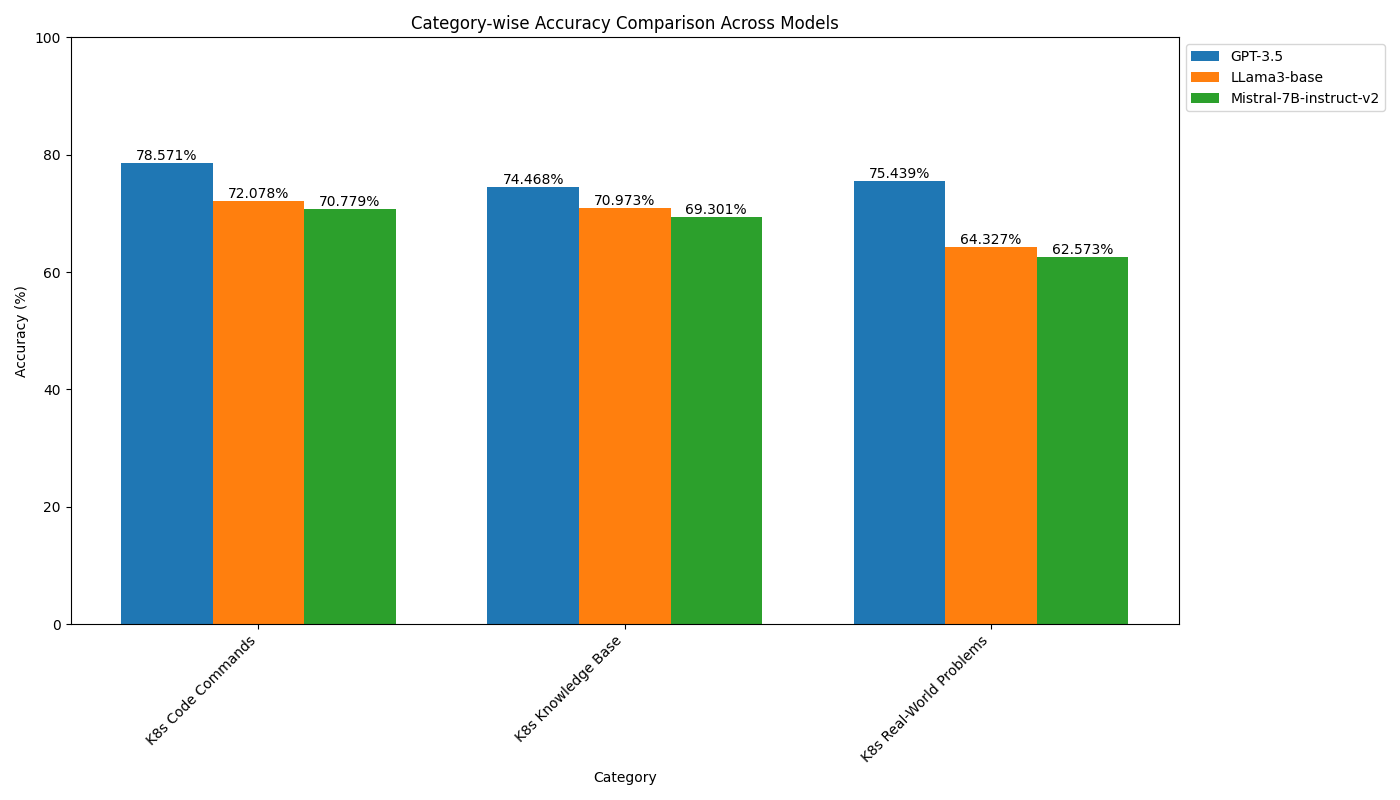 Category-wise Accuracy Comparison Across Models
GPT-3.5
LLama3-base
Mistral-7B-instruct-v2
Accuracy (%)
100
80
60
40
20
0
78.571%
72.078%
70.779%
74.468%
70.973%
69.301%
75.439%
64.327%
62.573%
K8s Code Commands
K8s Knowledge Base
K8s Real-World Problems
Category